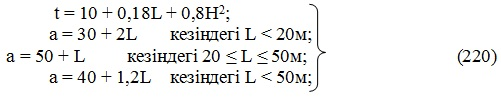 t = 10 + 0,18L + 0,8H²;
a = 30 + 2L кезіндегі L < 20м;
a = 50 + L кезіндегі 20 ≤ L ≤ 50м; (220)
a = 40 + 1,2L кезіндегі L < 50м;